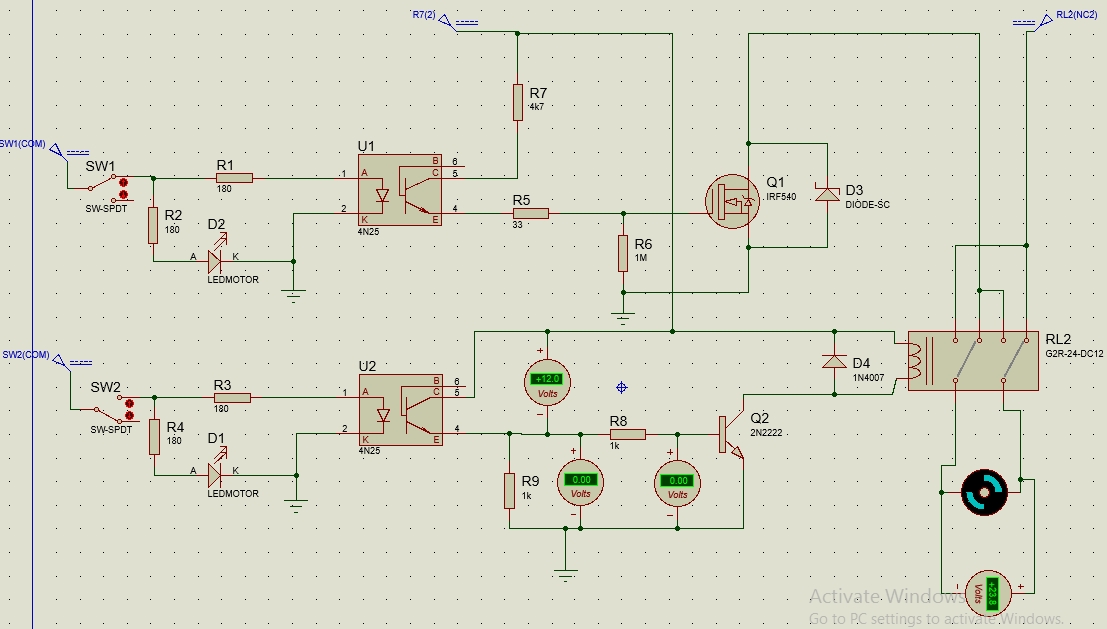 R7(2)
RL2(NC2)
R7
4k7
SW1(COM)
U1
SW1
R1
180
SW-SPDT
1
A
B
6
C
5
2
K
E
4
4N25
R5
33
Q1
IRF540
D3
DIODE-SC
R2
180
D2
A
K
LEDMOTOR
R6
1M
SW2(COM)
U2
SW2
R3
180
SW-SPDT
1
A
B
6
C
5
2
K
E
4
4N25
+
+12.0
Volts
-
D4
1N4007
RL2
G2R-24-DC12
R4
180
D1
A
K
LEDMOTOR
R8
1k
Q2
2N2222
R9
1k
+
0.00
Volts
-
+
0.00
Volts
-
-
+
+23.8
Volts
Activate Windows
Go to PC settings to activate Windows.